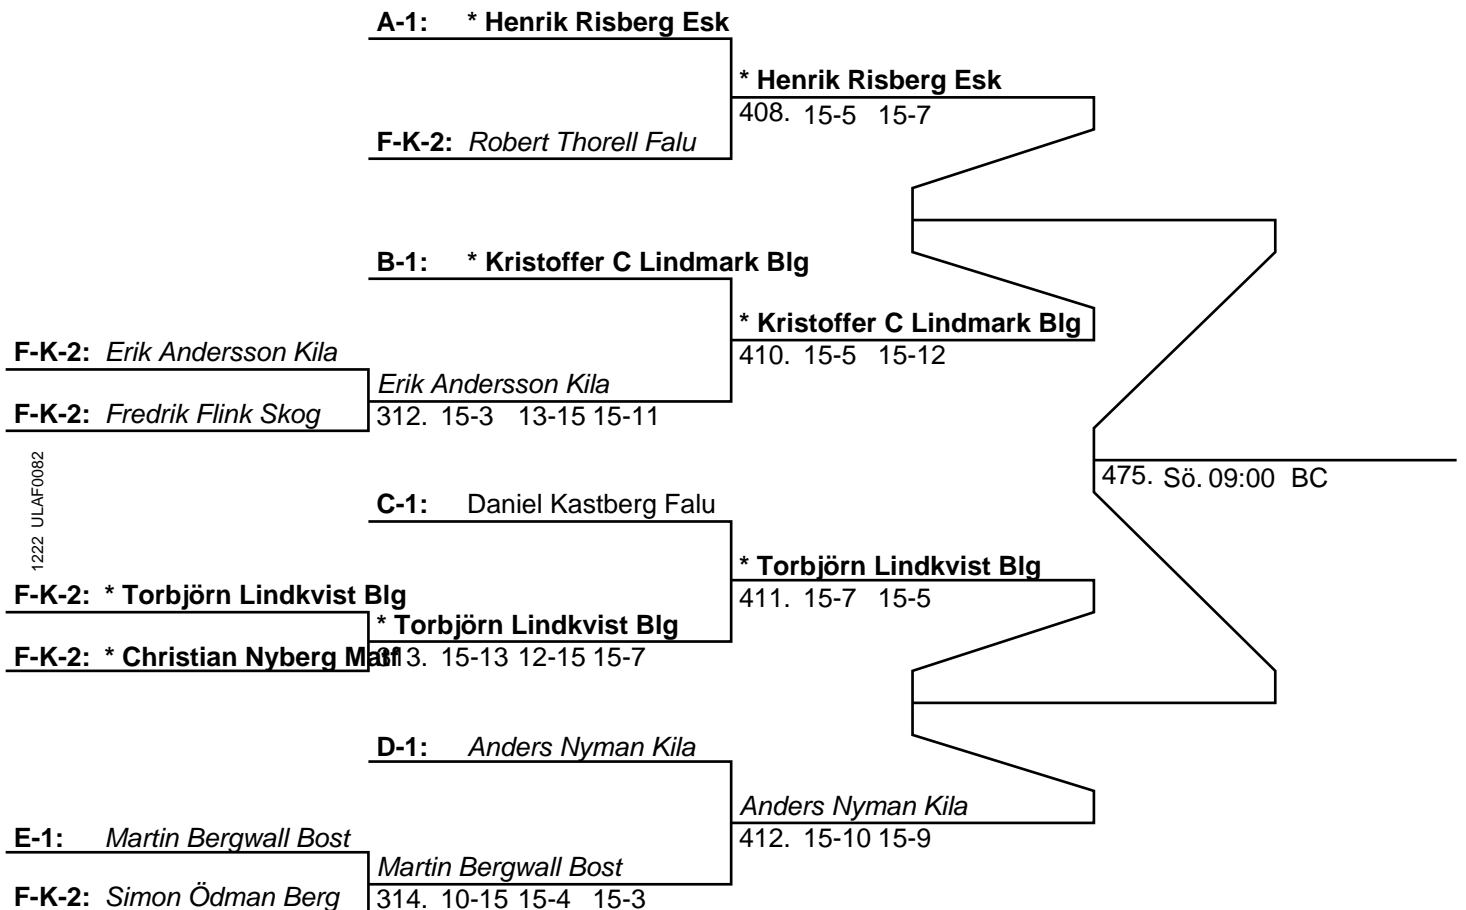 A-1: * Henrik Risberg Esk
* Henrik Risberg Esk
408. 15-5 15-7
F-K-2: Robert Thorell Falu
B-1: * Kristoffer C Lindmark Blg
* Kristoffer C Lindmark Blg
410. 15-5 15-12
F-K-2: Erik Andersson Kila
Erik Andersson Kila
F-K-2: Fredrik Flink Skog
312. 15-3 13-15 15-11
1222 ULAF0082
475. Sö. 09:00 BC
C-1: Daniel Kastberg Falu
* Torbjörn Lindkvist Blg
411. 15-7 15-5
F-K-2: * Torbjörn Lindkvist Blg
* Torbjörn Lindkvist Blg
F-K-2: * Christian Nyberg Matf
313. 15-13 12-15 15-7
D-1: Anders Nyman Kila
Anders Nyman Kila
412. 15-10 15-9
E-1: Martin Bergwall Bost
Martin Bergwall Bost
F-K-2: Simon Ödman Berg
314. 10-15 15-4 15-3